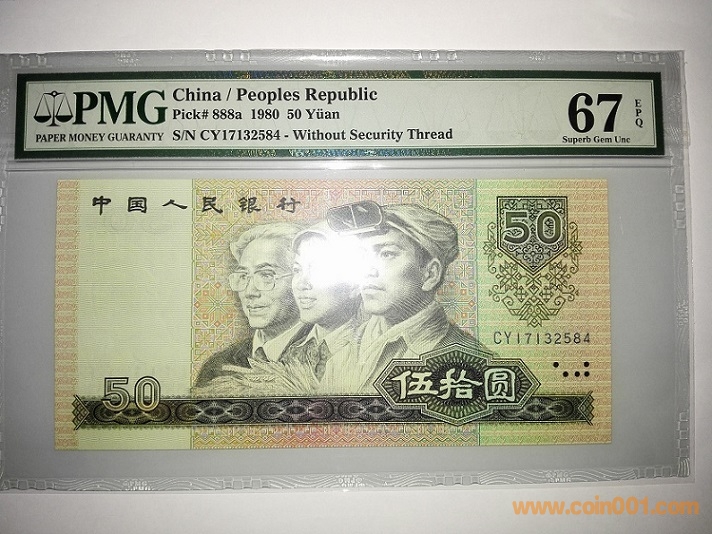 PMG
PAPER MONEY GUARANTY
China / Peoples Republic
Pick# 888a 1980 50 Yüan
S/N CY17132584 - Without Security Thread
67
EPQ
Superb Gem Unc
中国人民银行
50
CY17132584
50
伍拾圆
www.coin001.com